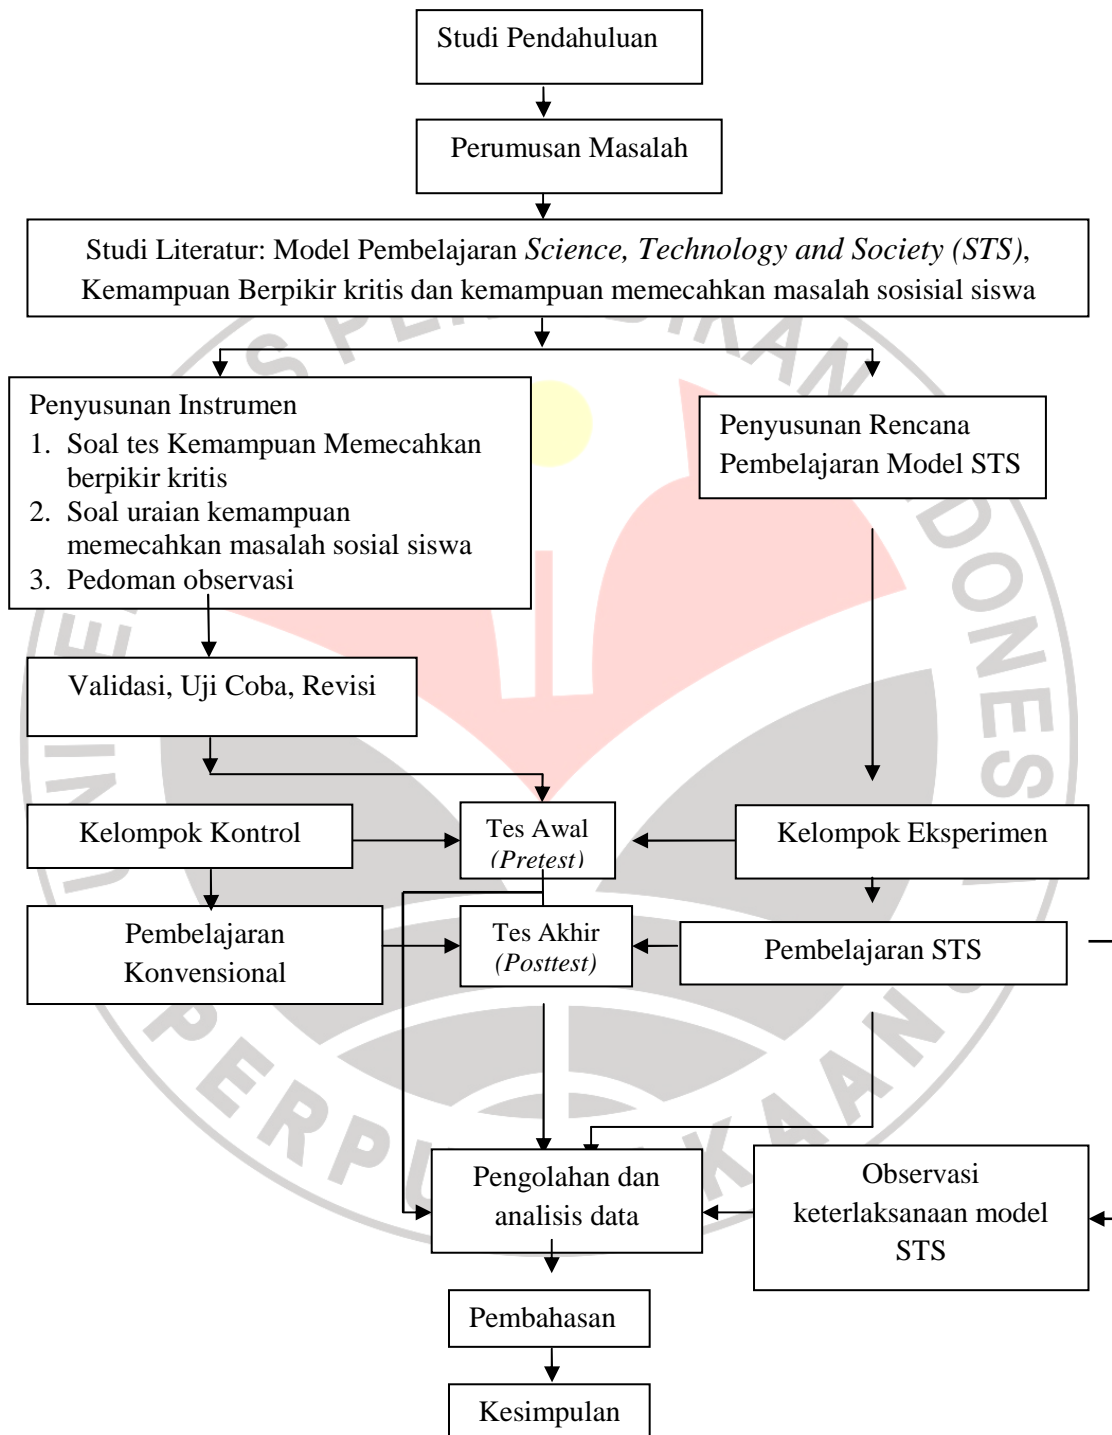 Studi Pendahuluan
Perumusan Masalah
Studi Literatur: Model Pembelajaran Science, Technology and Society (STS),
Kemampuan Berpikir kritis dan kemampuan memecahkan masalah sosisial siswa
Penyusunan Instrumen
1. Soal tes Kemampuan Memecahkan
berpikir kritis
2. Soal uraian kemampuan
memecahkan masalah sosial siswa
3. Pedoman observasi
Penyusunan Rencana
Pembelajaran Model STS
Validasi, Uji Coba, Revisi
Kelompok Kontrol
Tes Awal
(Pretest)
Kelompok Eksperimen
Pembelajaran
Konvensional
Tes Akhir
(Posttest)
Pembelajaran STS
Pengolahan dan
analisis data
Observasi
keterlaksanaan model
STS
Pembahasan
Kesimpulan